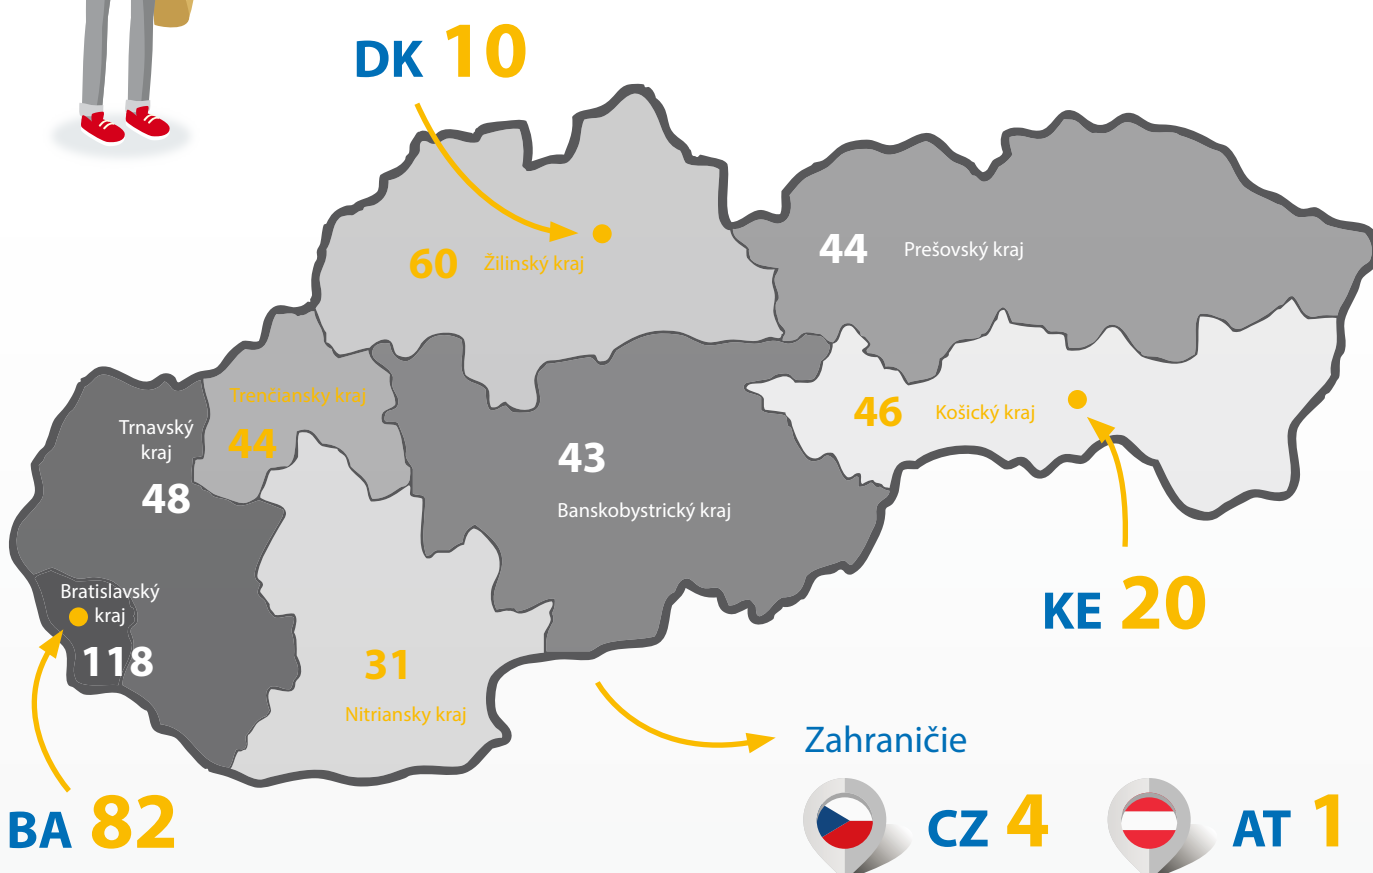 DK 10
44 Prešovský kraj
60 Žilinský kraj
Trenčiansky kraj
44
46 Košický kraj
Trnavský
kraj
48
43
Banskobystrický kraj
Bratislavský
kraj
118
KE 20
31
Nitriansky kraj
Zahraničie
BA 82
CZ 4
AT 1